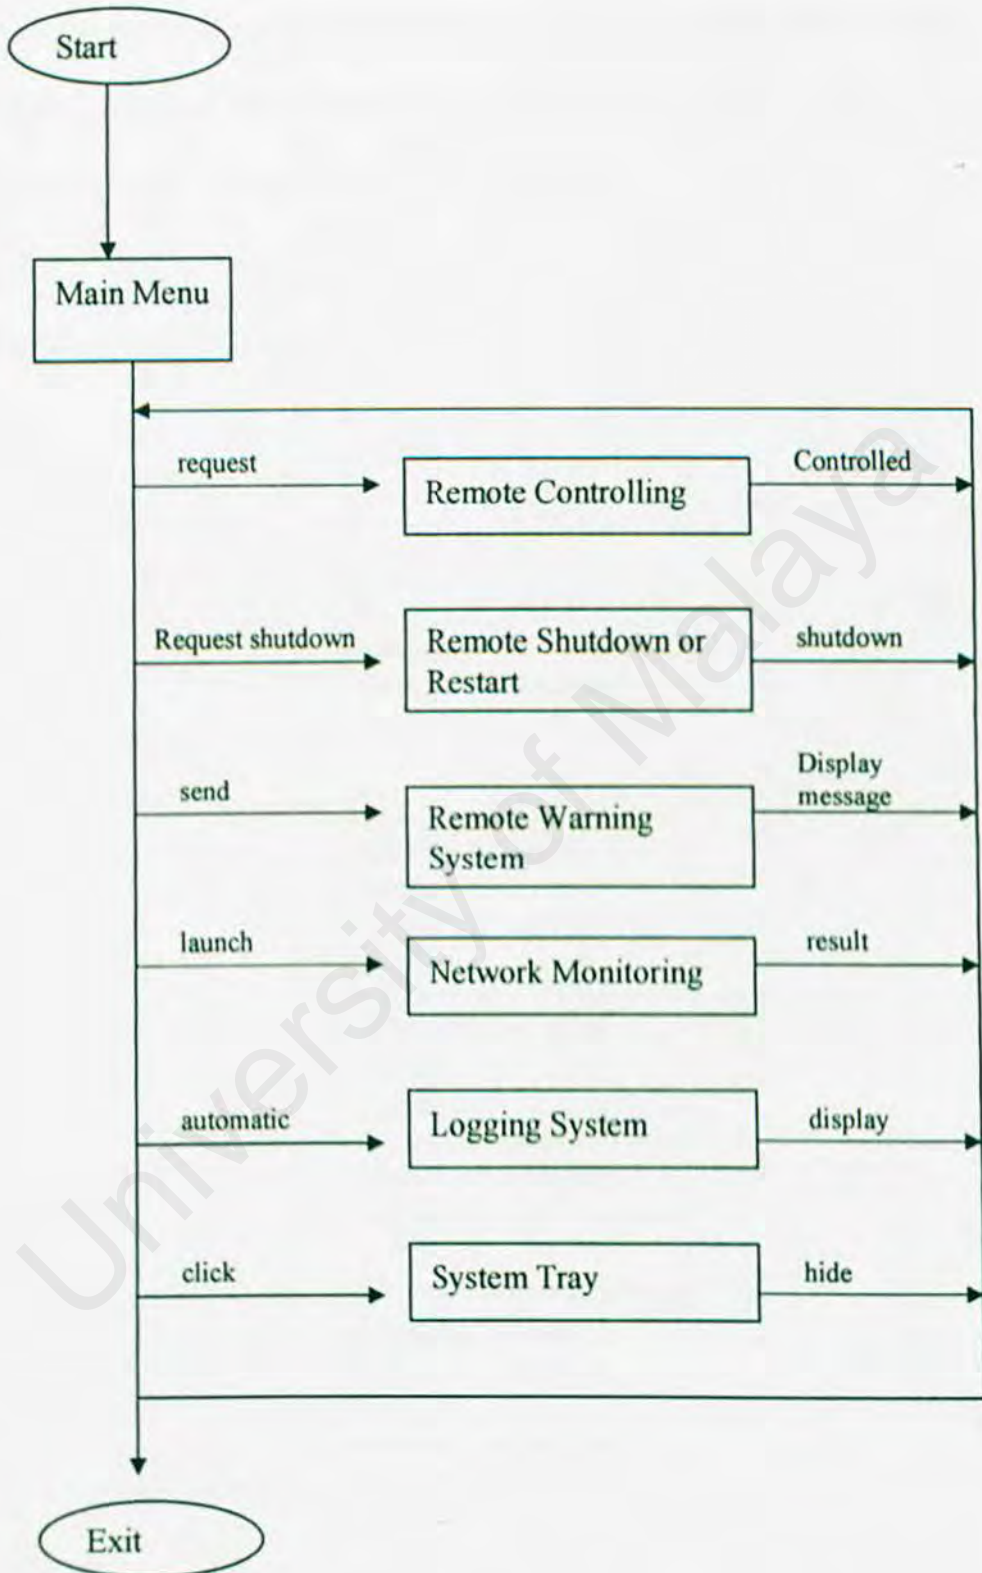 Start
Main Menu
request
Remote Controlling
Controlled
Request shutdown
Remote Shutdown or
Restart
shutdown
send
Remote Warning
System
Display
message
launch
Network Monitoring
result
automatic
Logging System
display
click
System Tray
hide
Exit
University of Malaya